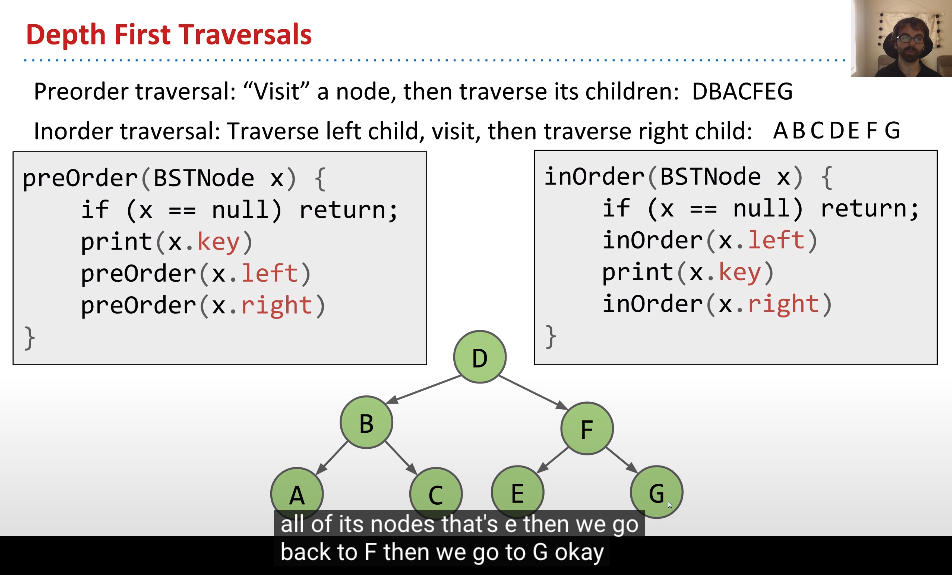 Depth First Traversals
Preorder traversal: “Visit” a node, then traverse its children: DBACFEG
Inorder traversal: Traverse left child, visit, then traverse right child: A B C D E F G
preOrder(BSTNode x) {
if (x == null) return;
print(x.key)
preOrder(x.left)
preOrder(x.right)
}
inOrder(BSTNode x) {
if (x == null) return;
inOrder(x.left)
print(x.key)
inOrder(x.right)
}
D
B F
A C E G
all of its nodes that's e then we go
back to F then we go to G okay